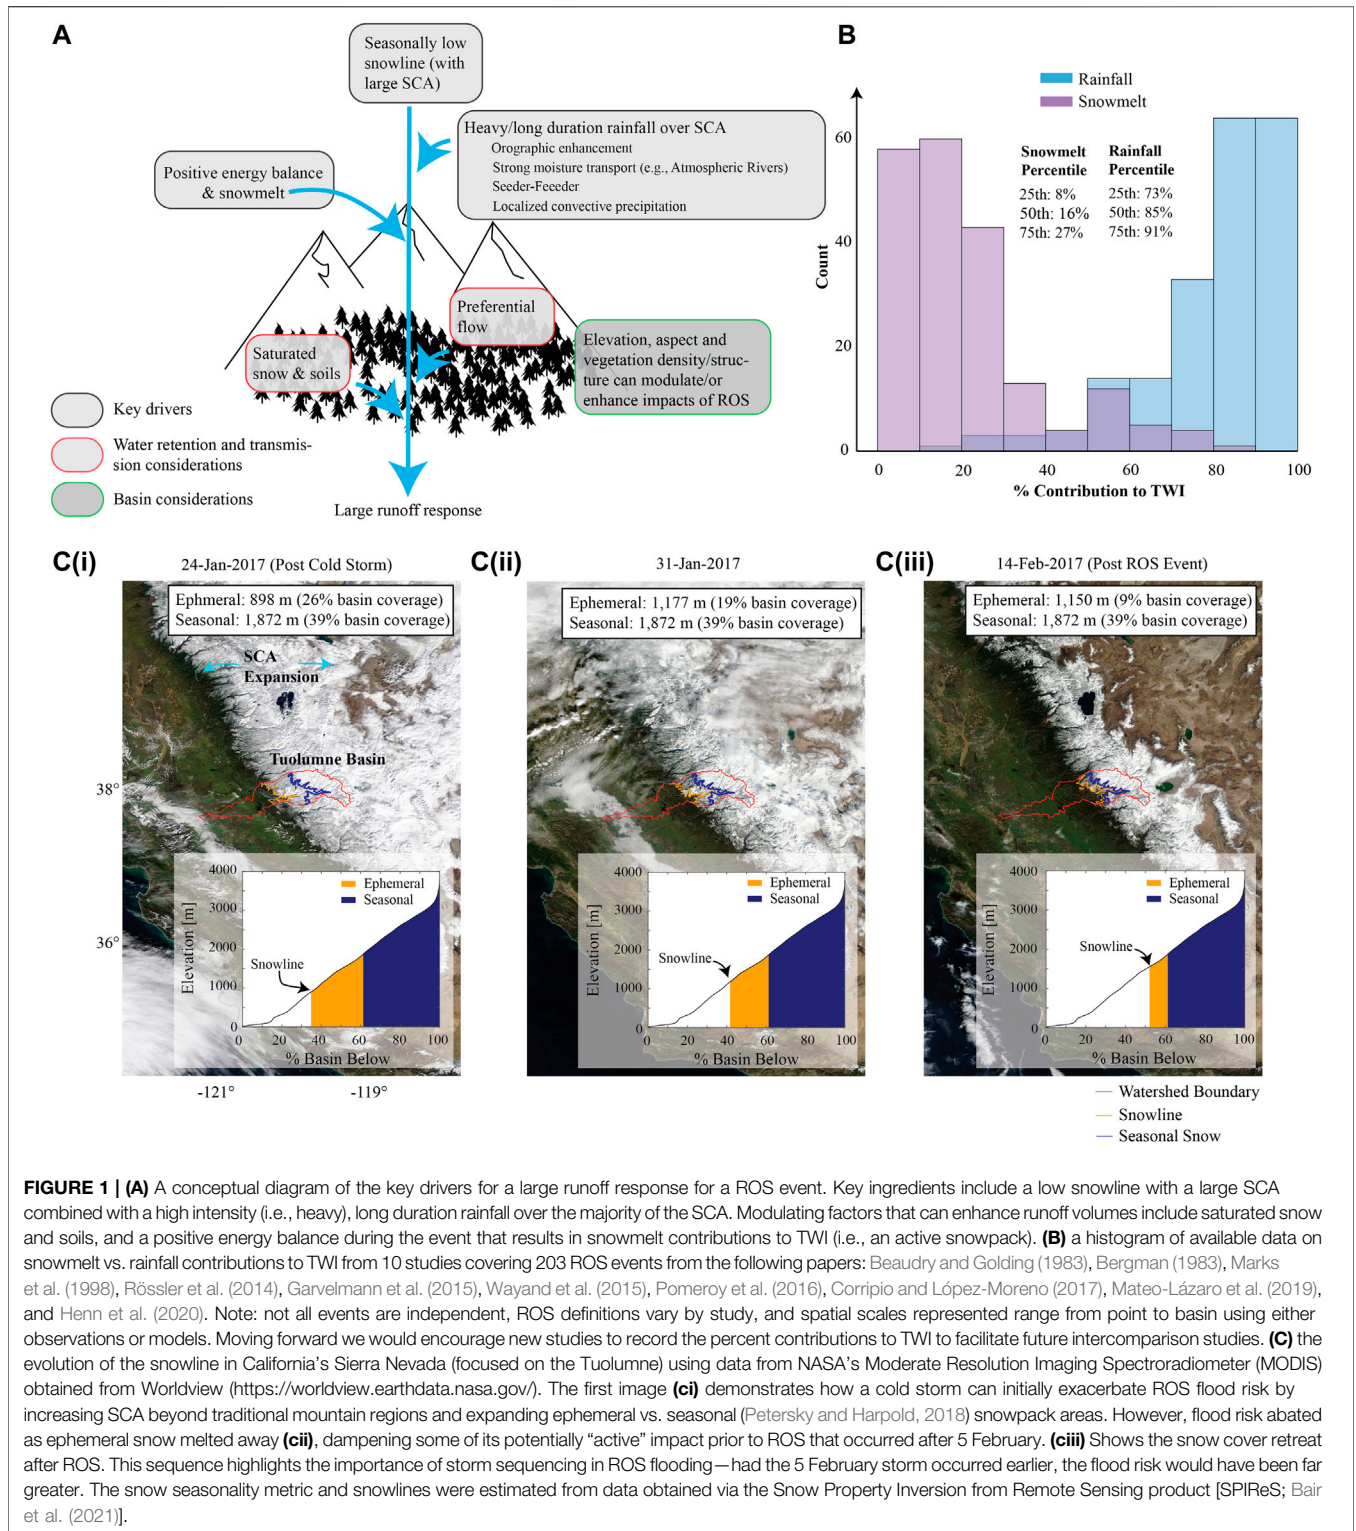 A
Seasonally low
snowline (with
large SCA)
Heavy/long duration rainfall over SCA
Orographic enhancement
Strong moisture transport (e.g., Atmospheric Rivers)
Seeder-Feeeder
Localized convective precipitation
Positive energy balance
& snowmelt
Preferential
flow
Saturated
snow & soils
Elevation, aspect and
vegetation density/struc-
ture can modulate/or
enhance impacts of ROS
Key drivers
Water retention and transmis-
sion considerations
Basin considerations
Large runoff response
B
Rainfall
Snowmelt
Snowmelt
Percentile
25th: 8%
50th: 16%
75th: 27%
Rainfall
Percentile
25th: 73%
50th: 85%
75th: 91%
Count
60
40
20
0
0 20 40 60 80 100
% Contribution to TWI
C(i)
24-Jan-2017 (Post Cold Storm)
Ephmeral: 898 m (26% basin coverage)
Seasonal: 1,872 m (39% basin coverage)
SCA
Expansion
Tuolumne Basin
38°
36°
-121° -119°
4000
3000
2000
1000
0
Elevation [m]
Ephemeral
Seasonal
Snowline
0 20 40 60 80 100
% Basin Below
C(ii)
31-Jan-2017
Ephemeral: 1,177 m (19% basin coverage)
Seasonal: 1,872 m (39% basin coverage)
4000
3000
2000
1000
0
Elevation [m]
Ephemeral
Seasonal
Snowline
0 20 40 60 80 100
% Basin Below
C(iii)
14-Feb-2017 (Post ROS Event)
Ephemeral: 1,150 m (9% basin coverage)
Seasonal: 1,872 m (39% basin coverage)
4000
3000
2000
1000
0
Elevation [m]
Ephemeral
Seasonal
Snowline
0 20 40 60 80 100
% Basin Below
Watershed Boundary
Snowline
Seasonal Snow
FIGURE 1 | (A) A conceptual diagram of the key drivers for a large runoff response for a ROS event. Key ingredients include a low snowline with a large SCA
combined with a high intensity (i.e., heavy), long duration rainfall over the majority of the SCA. Modulating factors that can enhance runoff volumes include saturated snow
and soils, and a positive energy balance during the event that results in snowmelt contributions to TWI (i.e., an active snowpack). (B) a histogram of available data on
snowmelt vs. rainfall contributions to TWI from 10 studies covering 203 ROS events from the following papers: Beaudry and Golding (1983), Bergman (1983), Marks
et al. (1998), Rössler et al. (2014), Garvelmann et al. (2015), Wayand et al. (2015), Pomeroy et al. (2016), Corripio and López-Moreno (2017), Mateo-Lázaro et al. (2019),
and Henn et al. (2020). Note: not all events are independent, ROS definitions vary by study, and spatial scales represented range from point to basin using either
observations or models. Moving forward we would encourage new studies to record the percent contributions to TWI to facilitate future intercomparison studies. (C) the
evolution of the snowline in California's Sierra Nevada (focused on the Tuolumne) using data from NASA's Moderate Resolution Imaging Spectroradiometer (MODIS)
obtained from Worldview (https://worldview.earthdata.nasa.gov/). The first image (ci) demonstrates how a cold storm can initially exacerbate ROS flood risk by
increasing SCA beyond traditional mountain regions and expanding ephemeral vs. seasonal (Petersky and Harpold, 2018) snowpack areas. However, flood risk abated
as ephemeral snow melted away (cii), dampening some of its potentially "active" impact prior to ROS that occurred after 5 February. (ciii) Shows the snow cover retreat
after ROS. This sequence highlights the importance of storm sequencing in ROS flooding—had the 5 February storm occurred earlier, the flood risk would have been far
greater. The snow seasonality metric and snowlines were estimated from data obtained via the Snow Property Inversion from Remote Sensing product [SPIReS; Bair
et al. (2021)].